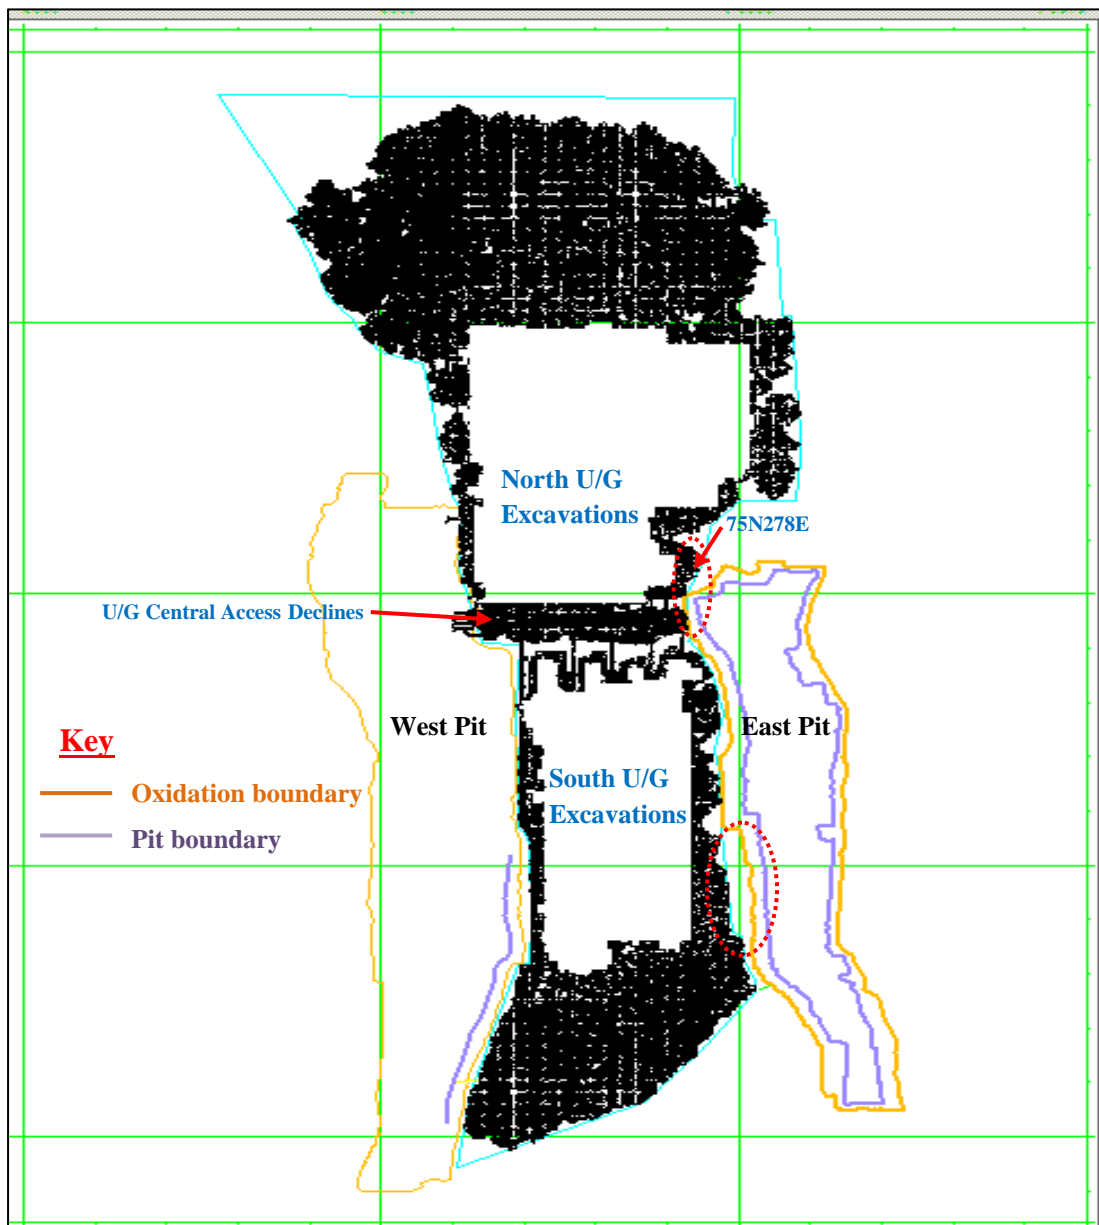 North U/G
Excavations
75N278E
U/G Central Access Declines
West Pit
East Pit
Key
South U/G
Excavations
Oxidation boundary
Pit boundary